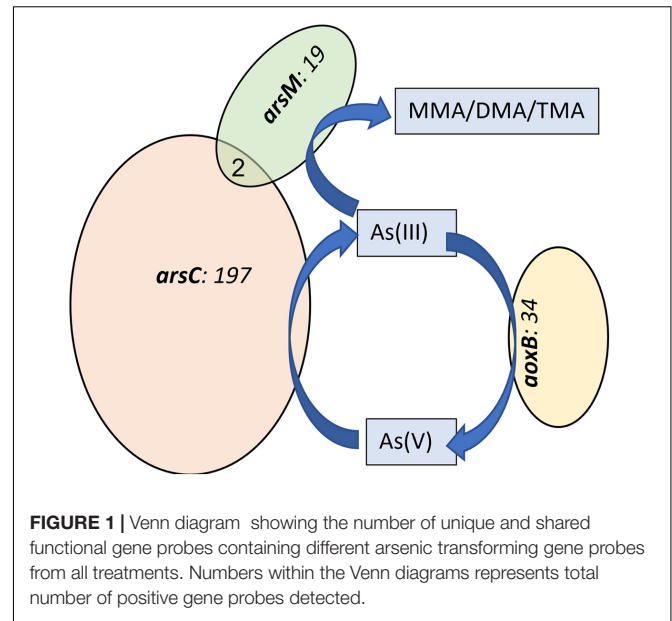 arsM: 19
MMA/DMA/TMA
2
As(III)
arsC: 197
aoxB: 34
As(V)
FIGURE 1 | Venn diagram showing the number of unique and shared
functional gene probes containing different arsenic transforming gene probes
from all treatments. Numbers within the Venn diagrams represents total
number of positive gene probes detected.